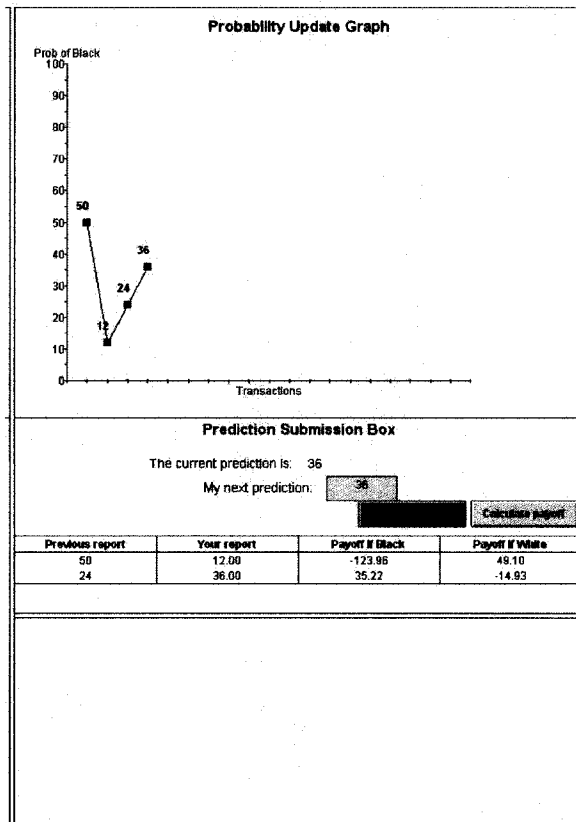 Probability Update Graph
Prob of Black
100
90
80
70
60
50
40
30
20
10
0
50
12
24
36
Transactions
Prediction Submission Box
The current prediction is: 36
My next prediction: 36
Calculate payoff
Previous report Your report Payoff If Black Payoff If White
50 12.00 -123.96 49.10
24 36.00 35.22 -14.93